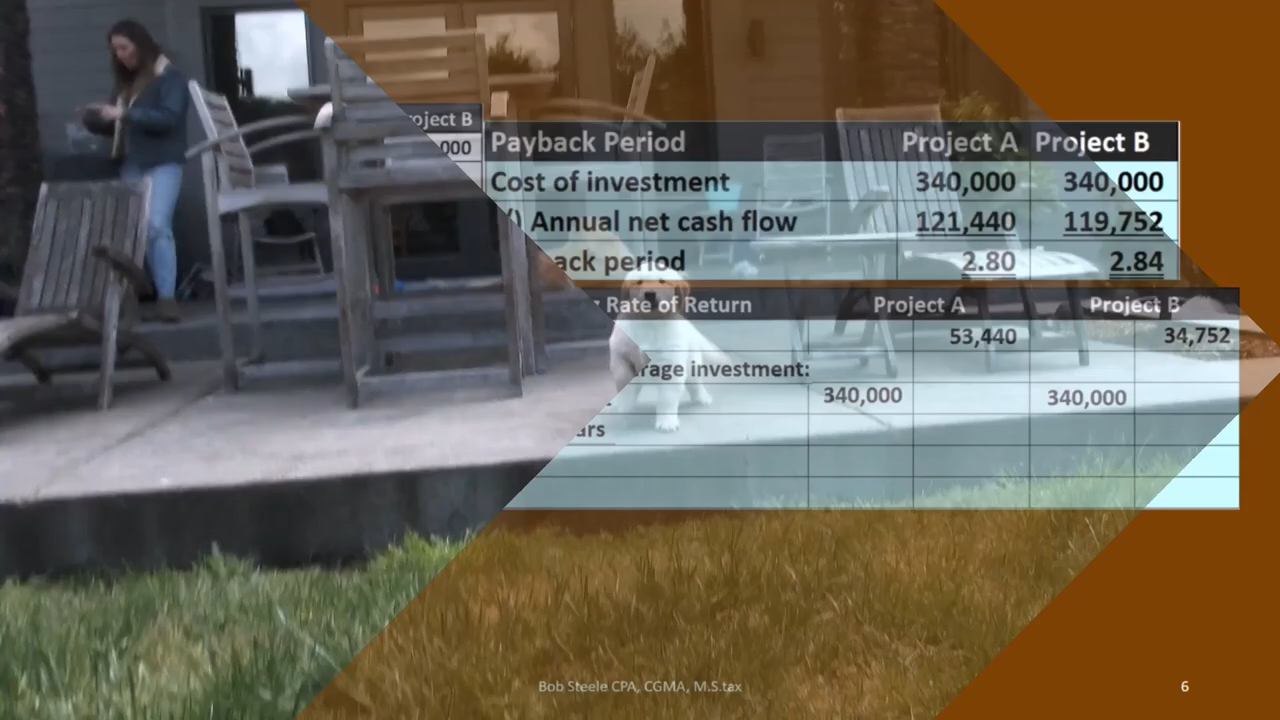 oject B
000
Payback Period Project A Project B
Cost of investment 340,000 340,000
Annual net cash flow 121,440 119,752
ack period 2.80 2.84
Rate of Return Project A Project B
53,440 34,752
rage investment:
340,000 340,000
ars
Bob Steele CPA, CGMA, M.S.tax 6